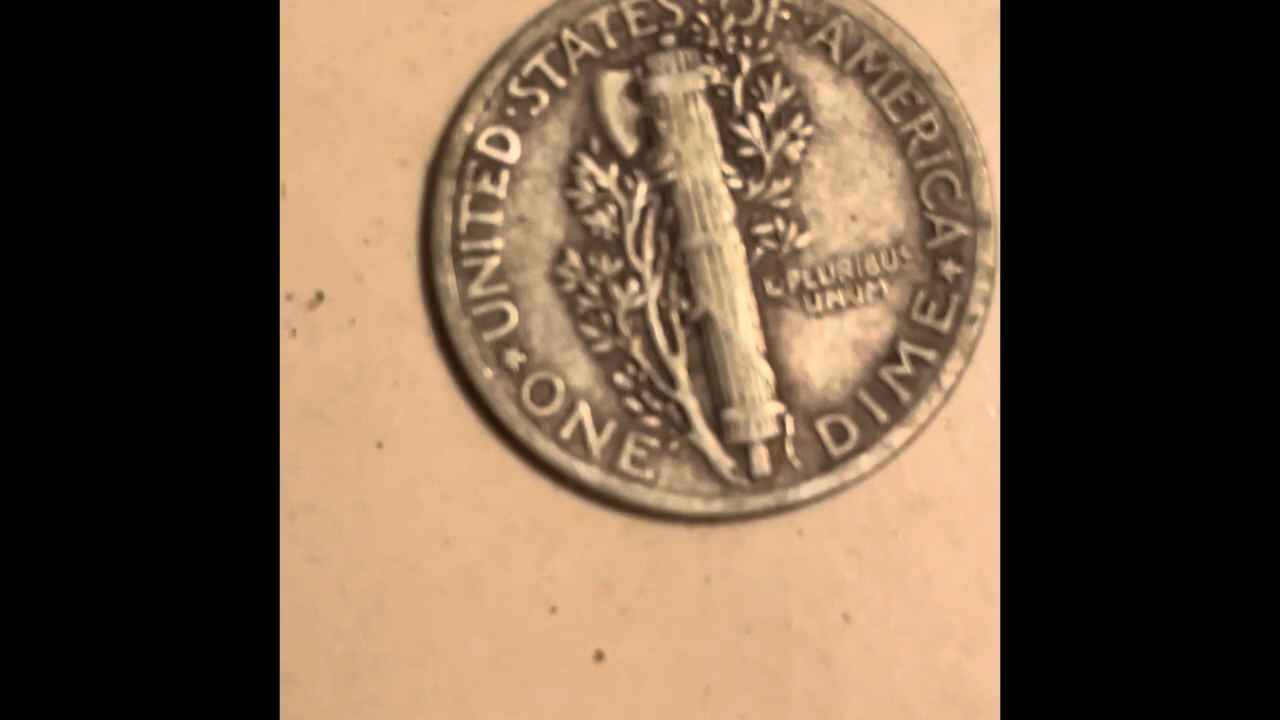 UNITED·STATES·OF·AMERICA
E·PLURIBUS
UNUM
★ ONE DIME ★